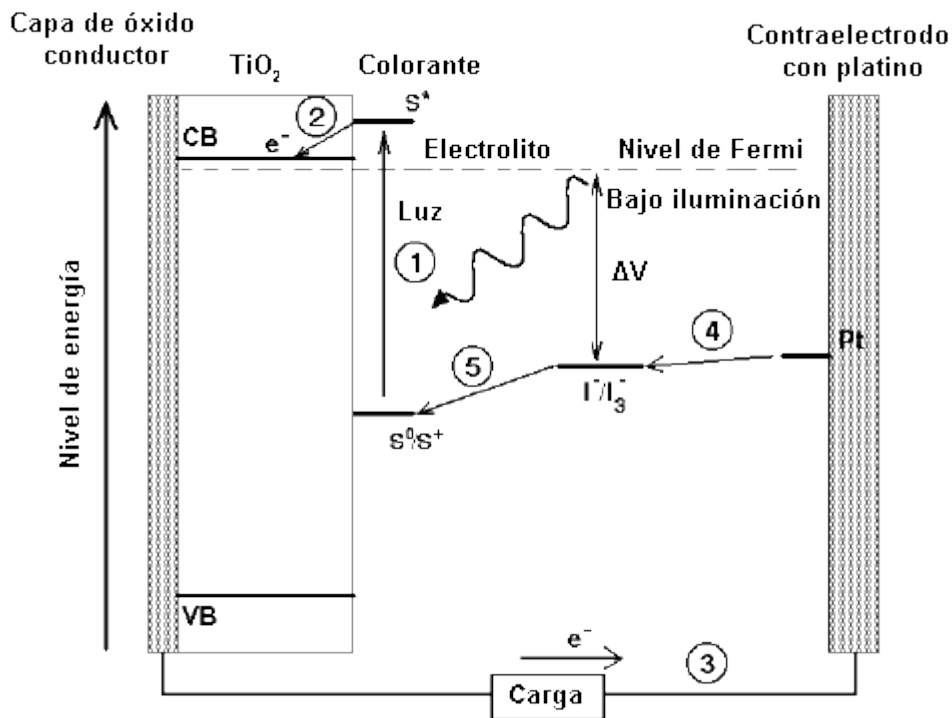 Capa de óxido
conductor
TiO₂
Colorante
Contraelectrodo
con platino
S*
②
CB
e⁻
Electrolito
Nivel de Fermi
Luz
Bajo iluminación
①
ΔV
④
Pt
⑤
I⁻/I₃⁻
S⁰/S⁺
Nivel de energía
VB
e⁻
③
Carga